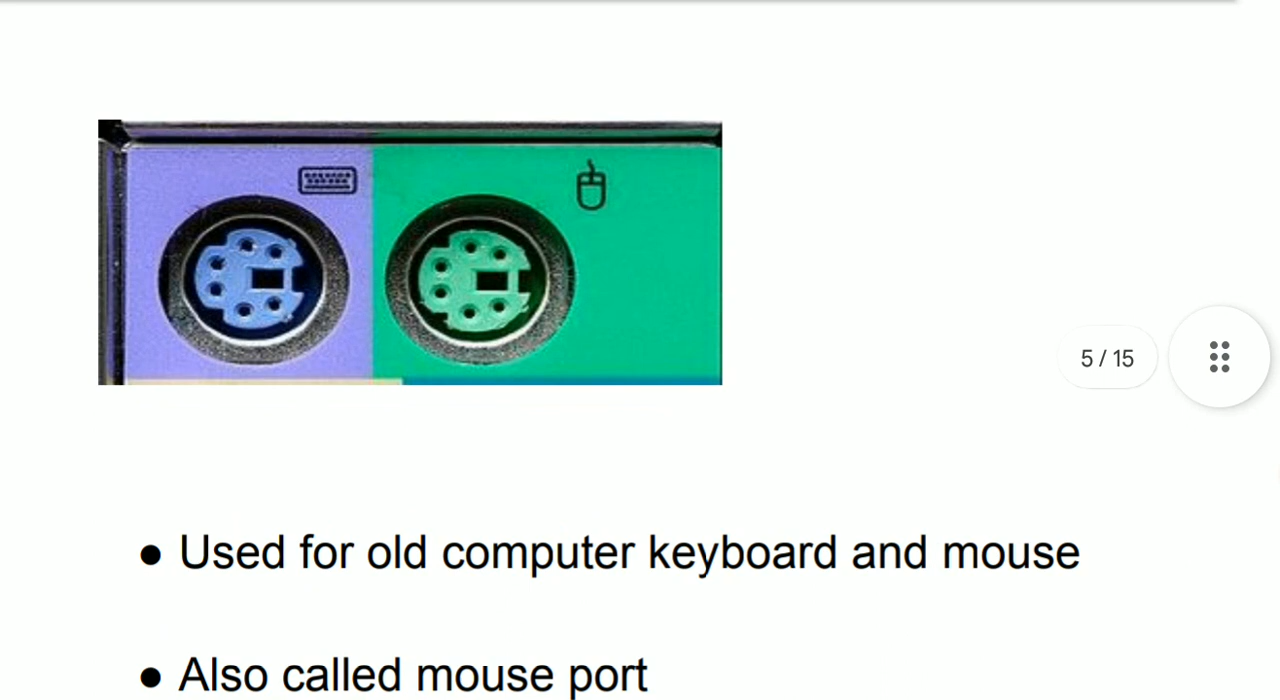 5 / 15
● Used for old computer keyboard and mouse
● Also called mouse port